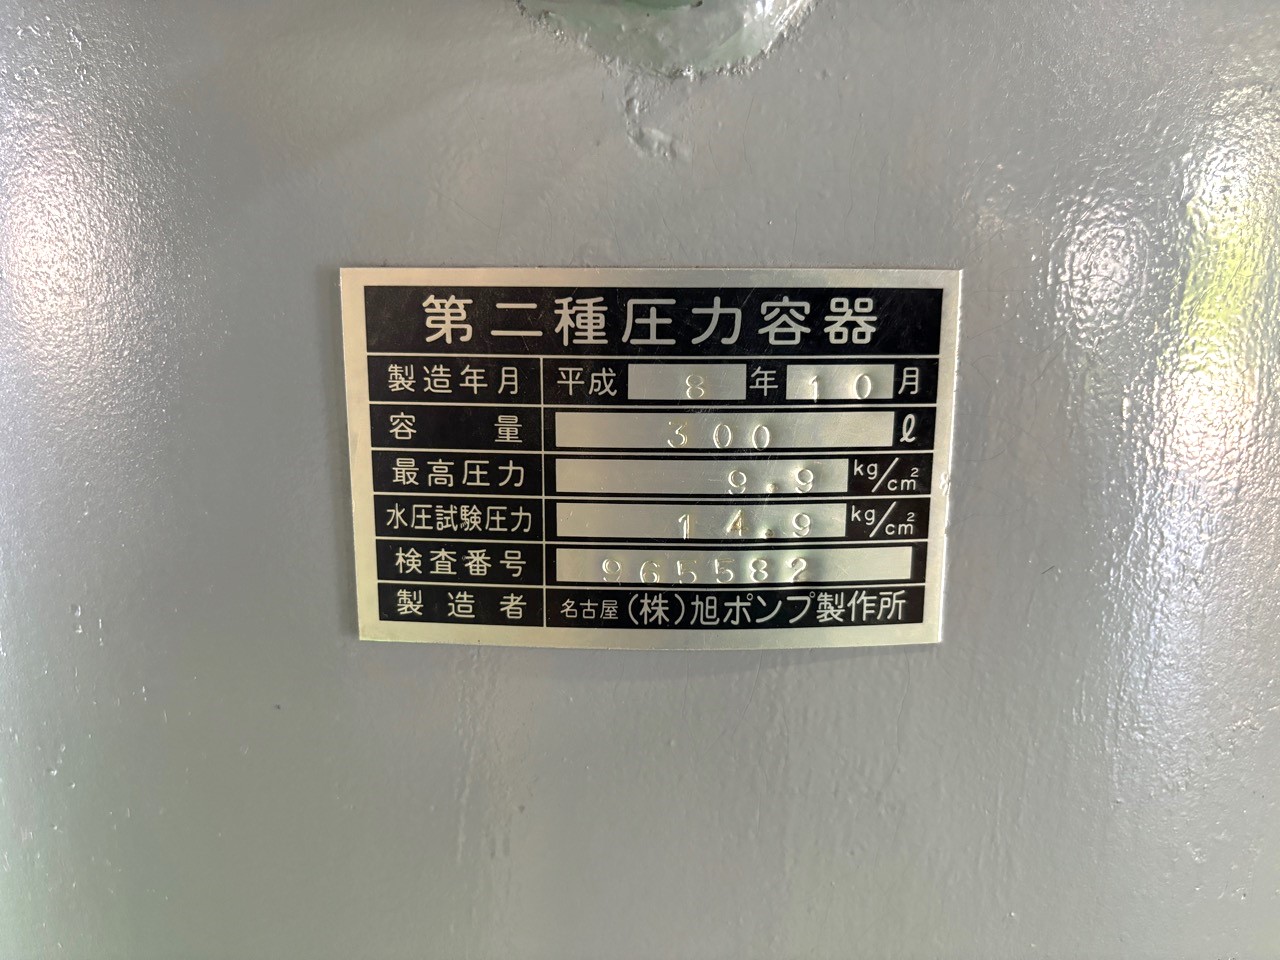 第二種圧力容器
製造年月 平成 8 年 10 月
容量 300 ℓ
最高圧力 9.9 kg/cm²
水圧試験圧力 14.9 kg/cm²
検査番号 965582
製造者 名古屋 (株)旭ポンプ製作所